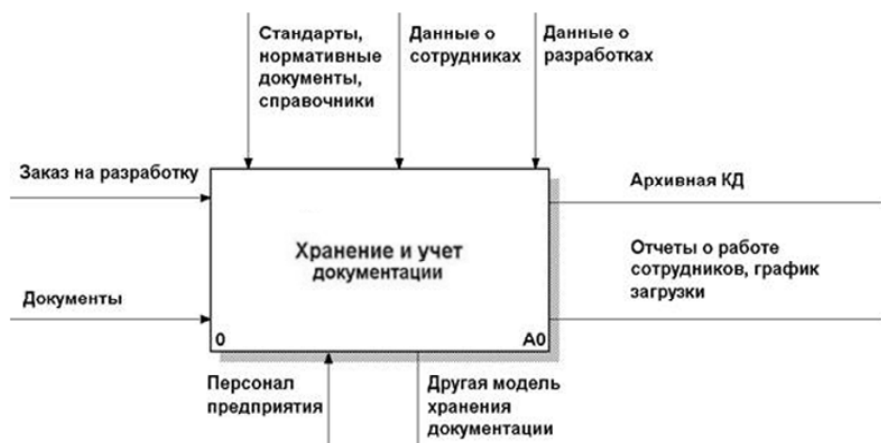 Стандарты,
нормативные
документы,
справочники
Данные о
сотрудниках
Данные о
разработках
Заказ на разработку
Архивная КД
Хранение и учет
документации
Отчеты о работе
сотрудников, график
загрузки
Документы
0
A0
Персонал
предприятия
Другая модель
хранения
документации